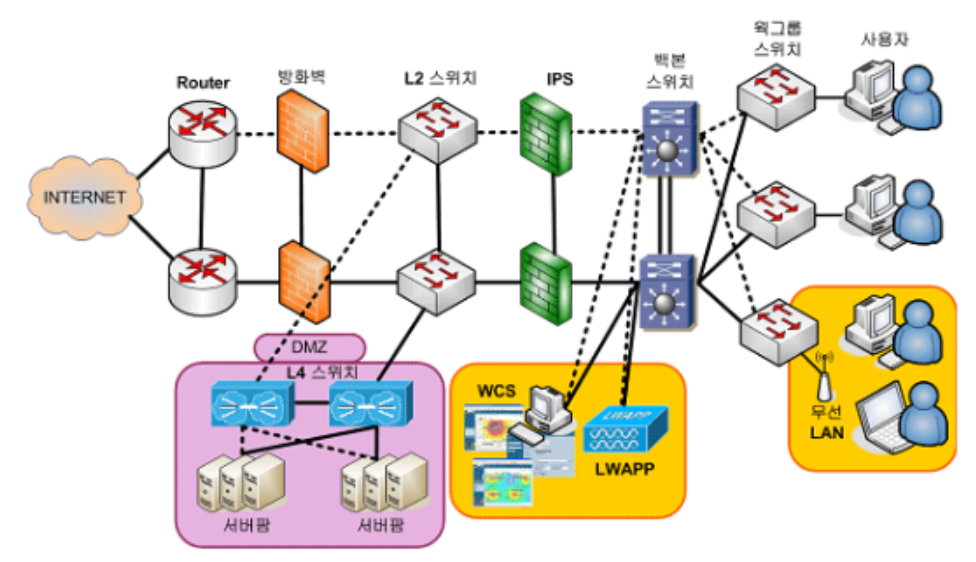 Router
방화벽
L2 스위치
IPS
백본
스위치
웍그룹
스위치
사용자
INTERNET
DMZ
L4 스위치
서버팜
서버팜
WCS
LWAPP
LWAPP
무선
LAN